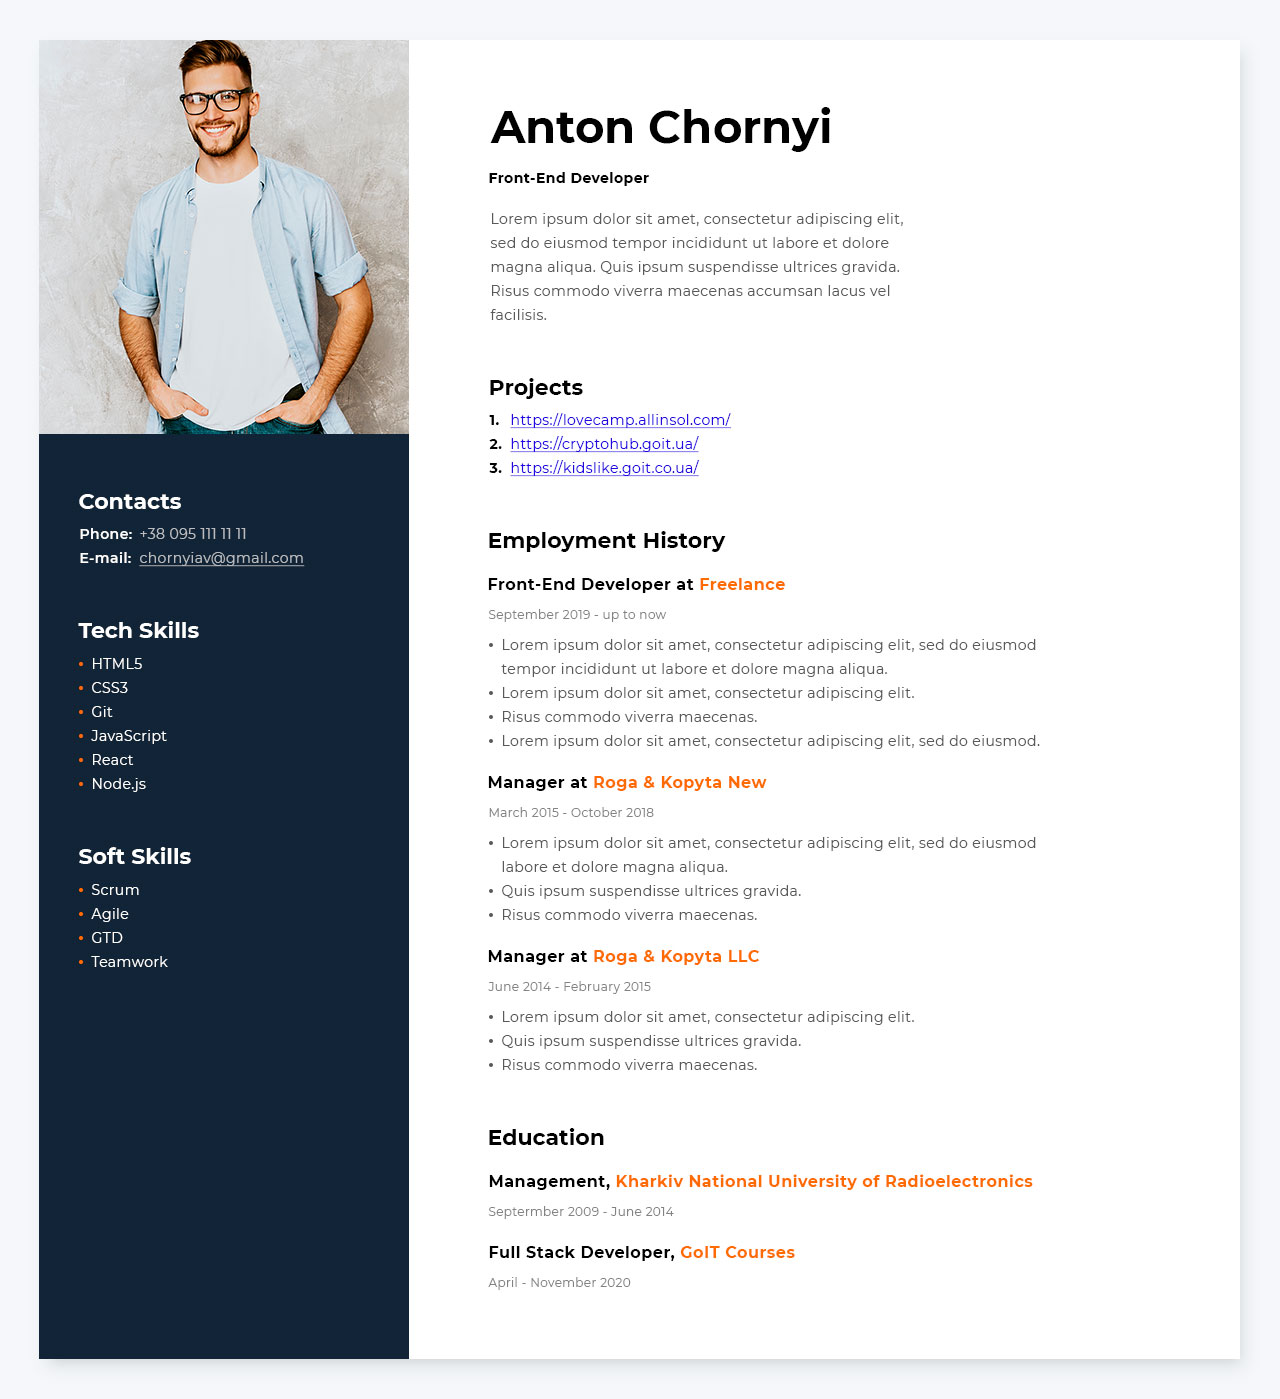 Contacts
Phone: +38 095 111 11 11
E-mail: chornyiav@gmail.com
Tech Skills
• HTML5
• CSS3
• Git
• JavaScript
• React
• Node.js
Soft Skills
• Scrum
• Agile
• GTD
• Teamwork
Anton Chornyi
Front-End Developer
Lorem ipsum dolor sit amet, consectetur adipiscing elit,
sed do eiusmod tempor incididunt ut labore et dolore
magna aliqua. Quis ipsum suspendisse ultrices gravida.
Risus commodo viverra maecenas accumsan lacus vel
facilisis.
Projects
1. https://lovecamp.allinsol.com/
2. https://cryptohub.goit.ua/
3. https://kidslike.goit.co.ua/
Employment History
Front-End Developer at Freelance
September 2019 - up to now
• Lorem ipsum dolor sit amet, consectetur adipiscing elit, sed do eiusmod
tempor incididunt ut labore et dolore magna aliqua.
• Lorem ipsum dolor sit amet, consectetur adipiscing elit.
• Risus commodo viverra maecenas.
• Lorem ipsum dolor sit amet, consectetur adipiscing elit, sed do eiusmod.
Manager at Roga & Kopyta New
March 2015 - October 2018
• Lorem ipsum dolor sit amet, consectetur adipiscing elit, sed do eiusmod
labore et dolore magna aliqua.
• Quis ipsum suspendisse ultrices gravida.
• Risus commodo viverra maecenas.
Manager at Roga & Kopyta LLC
June 2014 - February 2015
• Lorem ipsum dolor sit amet, consectetur adipiscing elit.
• Quis ipsum suspendisse ultrices gravida.
• Risus commodo viverra maecenas.
Education
Management, Kharkiv National University of Radioelectronics
Septermber 2009 - June 2014
Full Stack Developer, GoIT Courses
April - November 2020